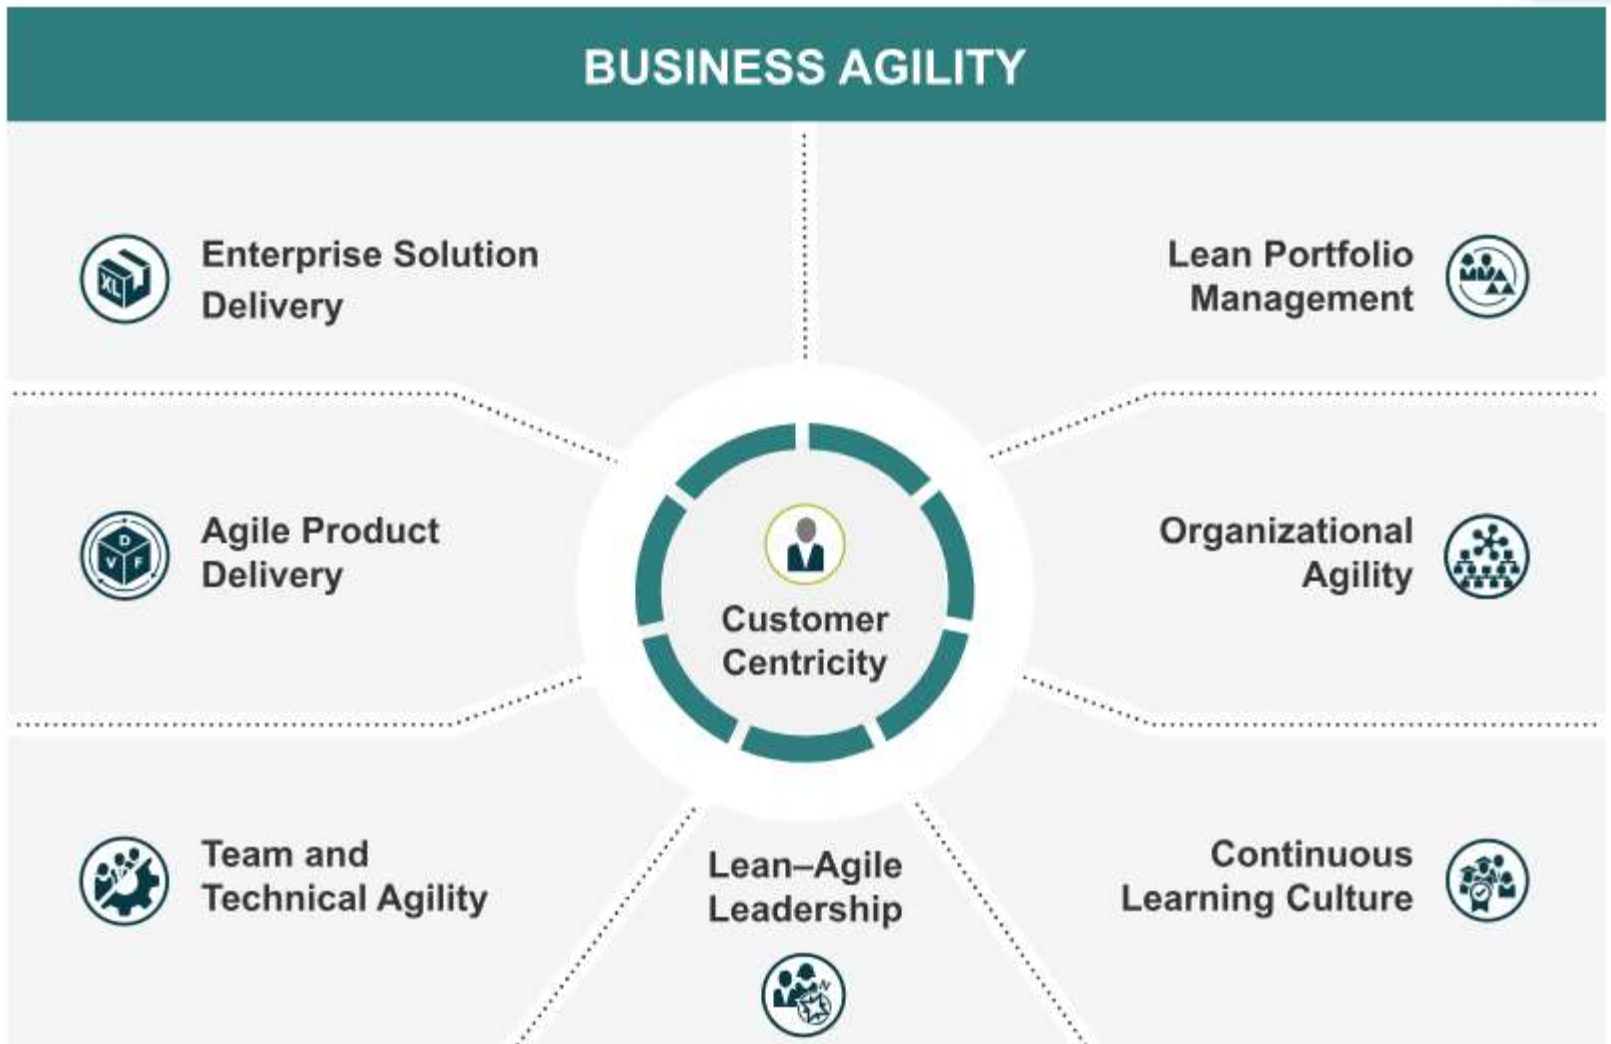 BUSINESS AGILITY
Enterprise Solution
Delivery
XL
Lean Portfolio
Management
Agile Product
Delivery
D
V F
Organizational
Agility
Customer
Centricity
Team and
Technical Agility
Lean–Agile
Leadership
N
Continuous
Learning Culture